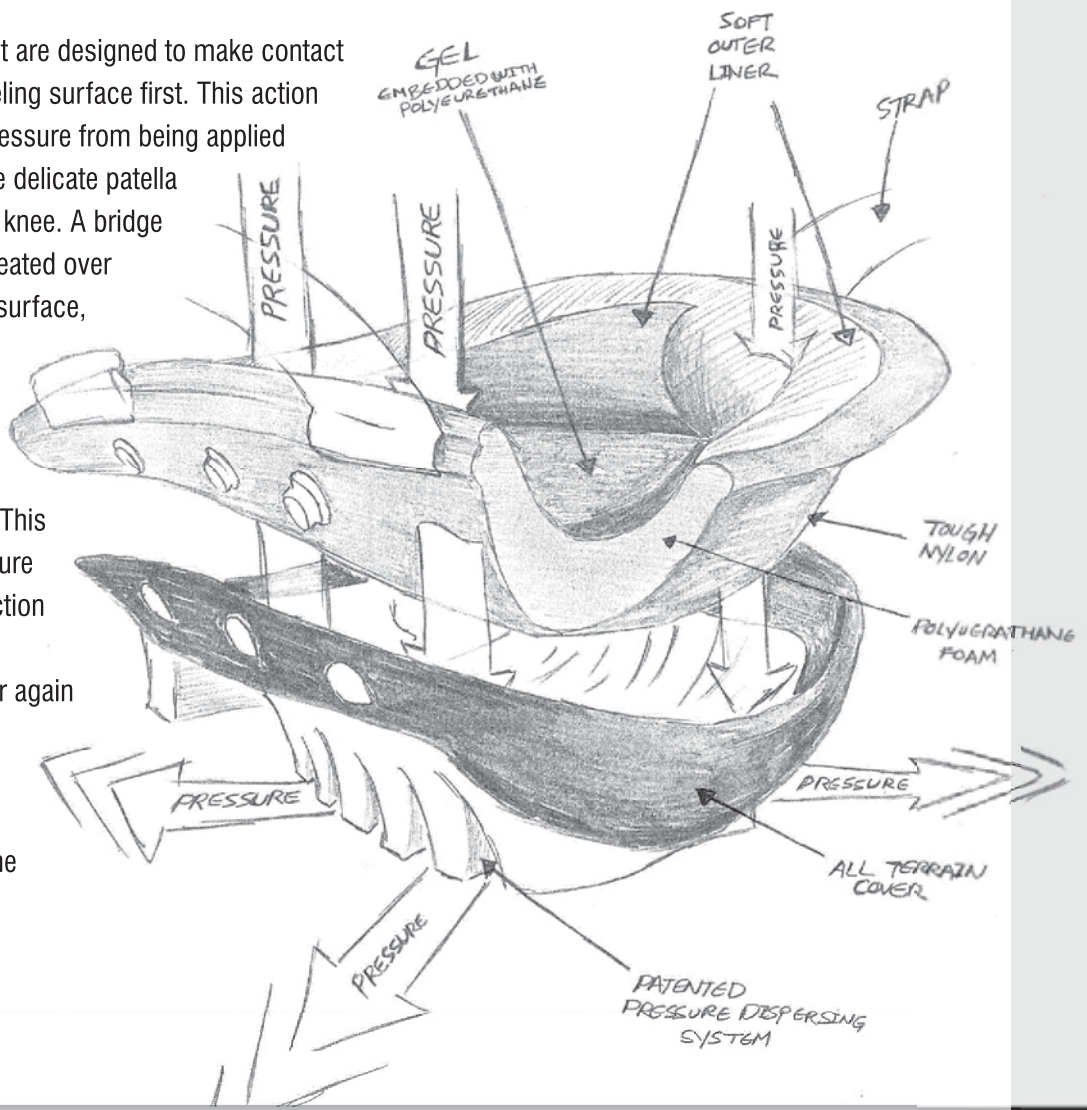 t are designed to make contact
eling surface first. This action
essure from being applied
e delicate patella
knee. A bridge
eated over
surface,
This
ure
ction
r again
ne
GEL
EMBEDDED WITH
POLYEURETHANE
SOFT
OUTER
LINER
STRAP
PRESSURE
PRESSURE
PRESSURE
TOUGH
NYLON
POLYUERATHANE
FOAM
PRESSURE
PRESSURE
ALL TERRAIN
COVER
PRESSURE
PATENTED
PRESSURE DISPERSING
SYSTEM